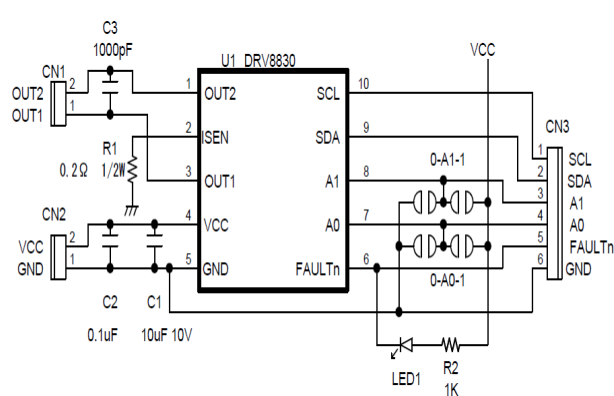 C3
1000pF
U1 DRV8830
VCC
CN1
2
OUT2
1
OUT1
1
OUT2
2
ISEN
3
OUT1
4
VCC
5
GND
SCL
10
SDA
9
A1
8
A0
7
FAULTn
6
R1
0.2Ω 1/2W
CN2
2
VCC
1
GND
C2
0.1uF
C1
10uF 10V
0-A1-1
0-A0-1
CN3
1
SCL
2
SDA
3
A1
4
A0
5
FAULTn
6
GND
LED1
R2
1K